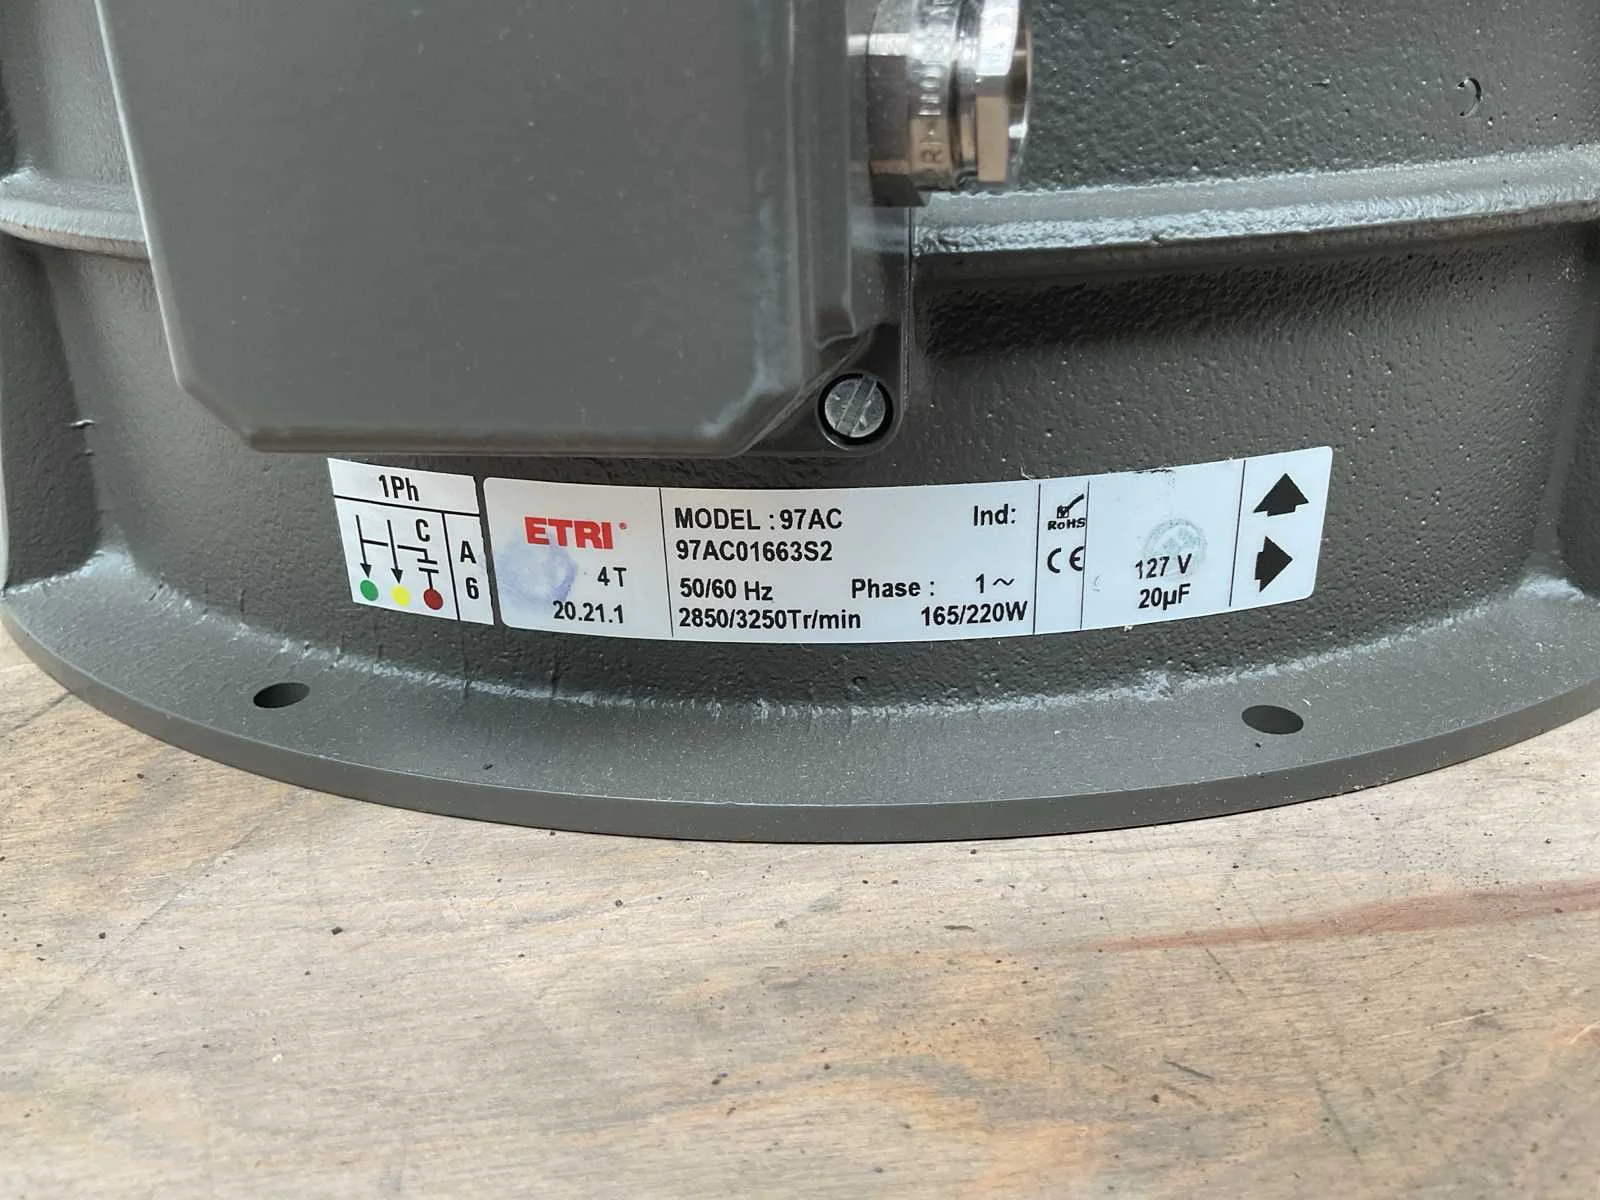 1Ph
C
A
6
ETRI
4T
20.21.1
MODEL : 97AC Ind:
97AC01663S2
50/60 Hz Phase : 1~
2850/3250Tr/min 165/220W
RoHS
CE
127 V
20µF